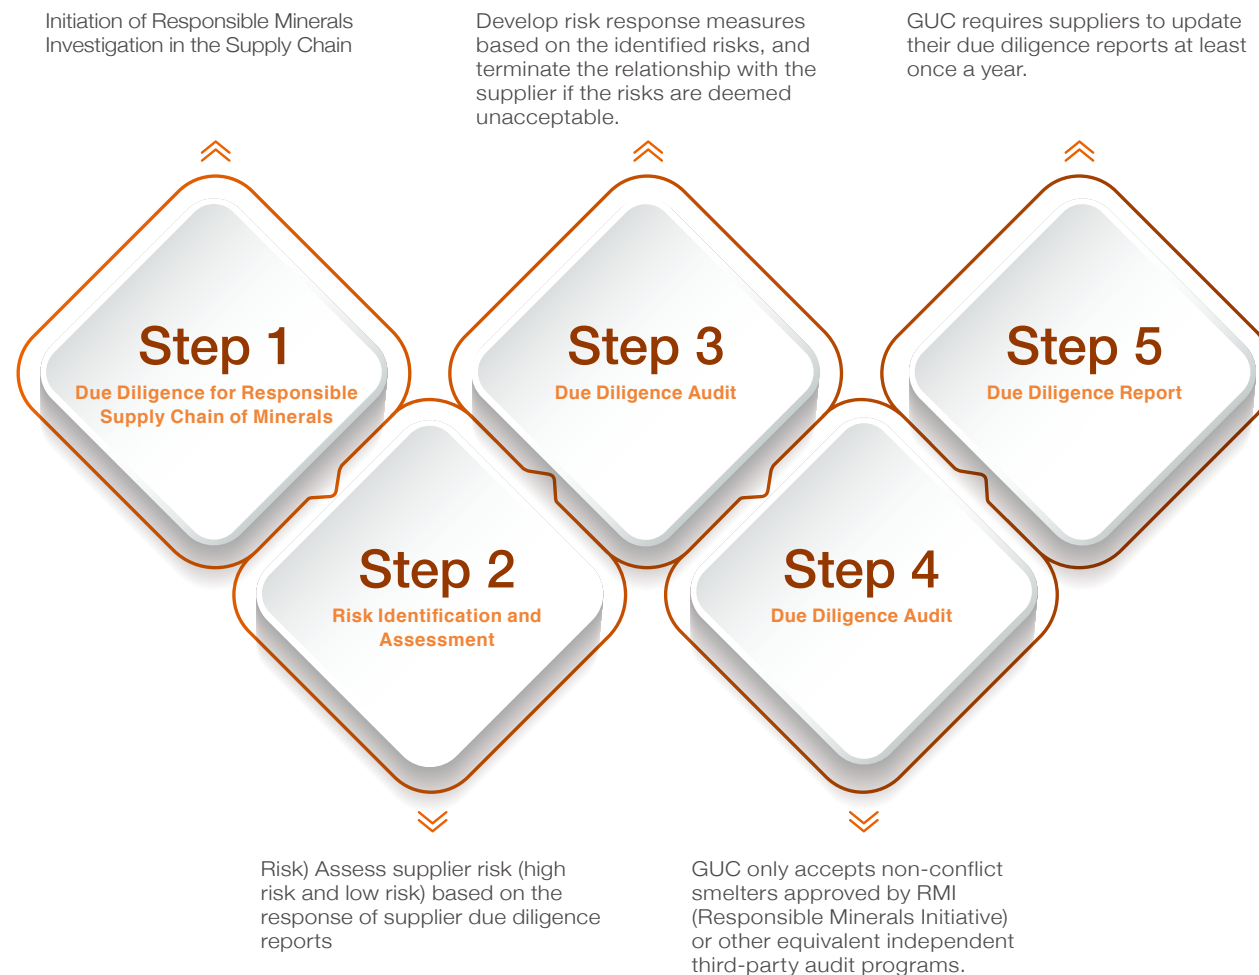 Initiation of Responsible Minerals
Investigation in the Supply Chain
Develop risk response measures
based on the identified risks, and
terminate the relationship with the
supplier if the risks are deemed
unacceptable.
GUC requires suppliers to update
their due diligence reports at least
once a year.
Step 1
Due Diligence for Responsible
Supply Chain of Minerals
Step 3
Due Diligence Audit
Step 5
Due Diligence Report
Step 2
Risk Identification and
Assessment
Step 4
Due Diligence Audit
Risk) Assess supplier risk (high
risk and low risk) based on the
response of supplier due diligence
reports
GUC only accepts non-conflict
smelters approved by RMI
(Responsible Minerals Initiative)
or other equivalent independent
third-party audit programs.